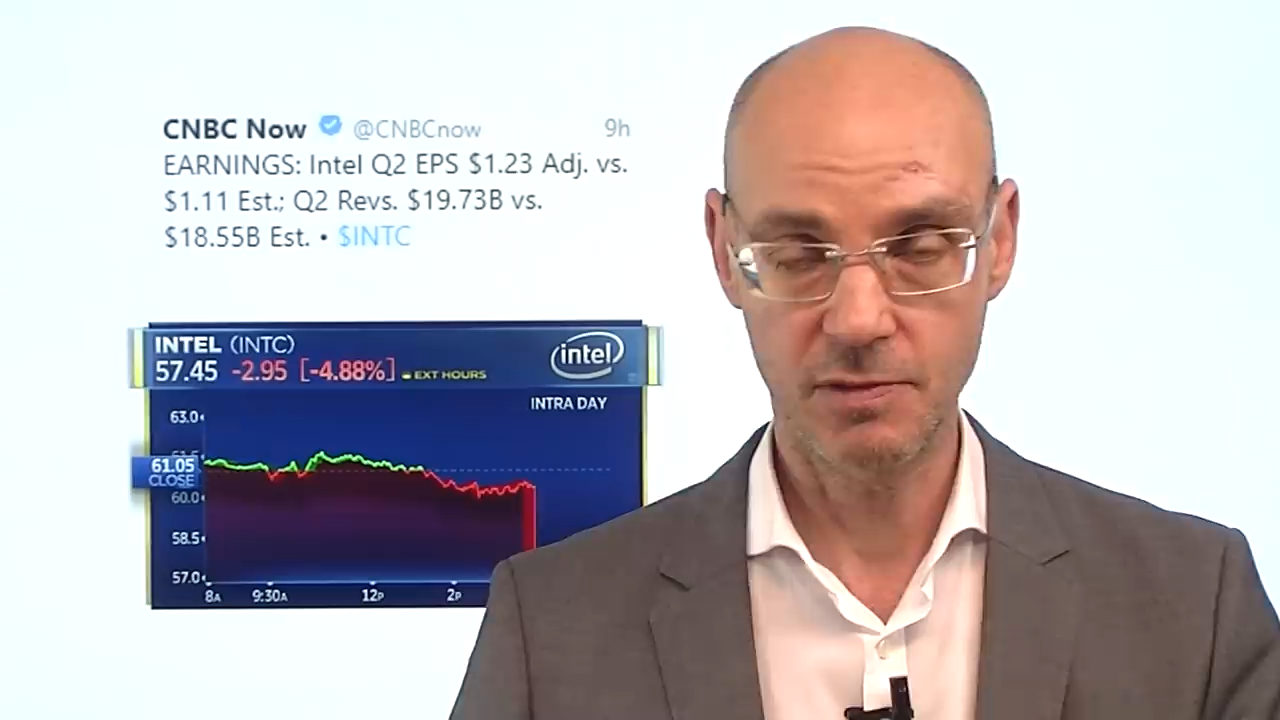 CNBC Now @CNBCnow 9h
EARNINGS: Intel Q2 EPS $1.23 Adj. vs.
$1.11 Est.; Q2 Revs. $19.73B vs.
$18.55B Est. • $INTC
INTEL (INTC)
57.45 -2.95 [-4.88%] EXT HOURS
intel
INTRA DAY
63.0
61.05
CLOSE
60.0
58.5
57.0
8A 9:30A 12P 2P